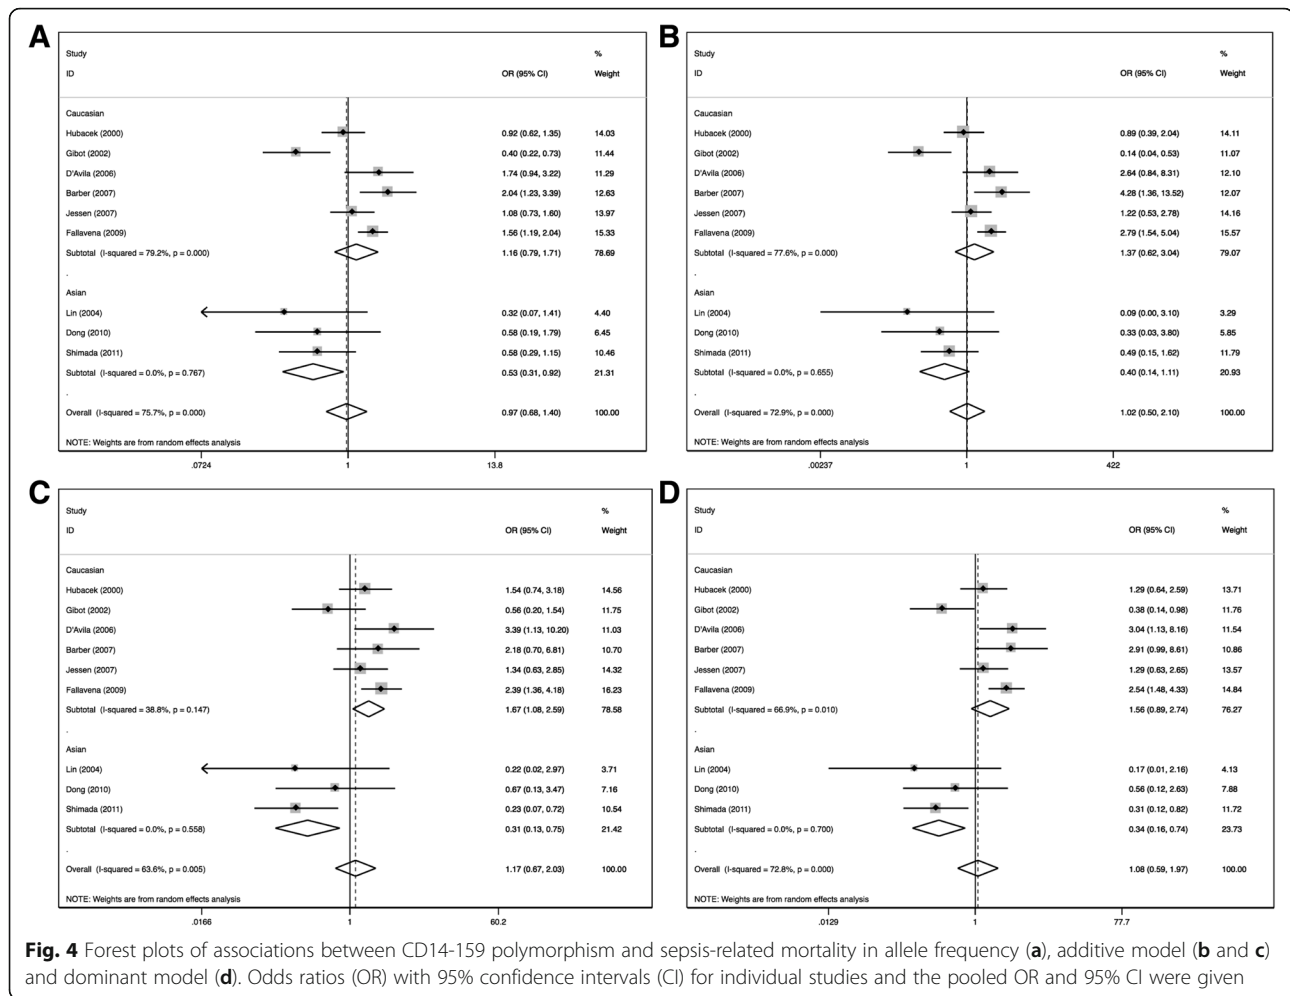 A
Study %
ID OR (95% CI) Weight
Caucasian
Hubacek (2000) 0.92 (0.62, 1.35) 14.03
Gibot (2002) 0.40 (0.22, 0.73) 11.44
D'Avila (2006) 1.74 (0.94, 3.22) 11.29
Barber (2007) 2.04 (1.23, 3.39) 12.63
Jessen (2007) 1.08 (0.73, 1.60) 13.97
Fallavena (2009) 1.56 (1.19, 2.04) 15.33
Subtotal (I-squared = 79.2%, p = 0.000) 1.16 (0.79, 1.71) 78.69
.
Asian
Lin (2004) 0.32 (0.07, 1.41) 4.40
Dong (2010) 0.58 (0.19, 1.79) 6.45
Shimada (2011) 0.58 (0.29, 1.15) 10.46
Subtotal (I-squared = 0.0%, p = 0.767) 0.53 (0.31, 0.92) 21.31
.
Overall (I-squared = 75.7%, p = 0.000) 0.97 (0.68, 1.40) 100.00
NOTE: Weights are from random effects analysis
.0724 1 13.8
B
Study %
ID OR (95% CI) Weight
Caucasian
Hubacek (2000) 0.89 (0.39, 2.04) 14.11
Gibot (2002) 0.14 (0.04, 0.53) 11.07
D'Avila (2006) 2.64 (0.84, 8.31) 12.10
Barber (2007) 4.28 (1.36, 13.52) 12.07
Jessen (2007) 1.22 (0.53, 2.78) 14.16
Fallavena (2009) 2.79 (1.54, 5.04) 15.57
Subtotal (I-squared = 77.6%, p = 0.000) 1.37 (0.62, 3.04) 79.07
.
Asian
Lin (2004) 0.09 (0.00, 3.10) 3.29
Dong (2010) 0.33 (0.03, 3.80) 5.85
Shimada (2011) 0.49 (0.15, 1.62) 11.79
Subtotal (I-squared = 0.0%, p = 0.655) 0.40 (0.14, 1.11) 20.93
.
Overall (I-squared = 72.9%, p = 0.000) 1.02 (0.50, 2.10) 100.00
NOTE: Weights are from random effects analysis
.00237 1 422
C
Study %
ID OR (95% CI) Weight
Caucasian
Hubacek (2000) 1.54 (0.74, 3.18) 14.56
Gibot (2002) 0.56 (0.20, 1.54) 11.75
D'Avila (2006) 3.39 (1.13, 10.20) 11.03
Barber (2007) 2.18 (0.70, 6.81) 10.70
Jessen (2007) 1.34 (0.63, 2.85) 14.32
Fallavena (2009) 2.39 (1.36, 4.18) 16.23
Subtotal (I-squared = 38.8%, p = 0.147) 1.67 (1.08, 2.59) 78.58
.
Asian
Lin (2004) 0.22 (0.02, 2.97) 3.71
Dong (2010) 0.67 (0.13, 3.47) 7.16
Shimada (2011) 0.23 (0.07, 0.72) 10.54
Subtotal (I-squared = 0.0%, p = 0.558) 0.31 (0.13, 0.75) 21.42
.
Overall (I-squared = 63.6%, p = 0.005) 1.17 (0.67, 2.03) 100.00
NOTE: Weights are from random effects analysis
.0166 1 60.2
D
Study %
ID OR (95% CI) Weight
Caucasian
Hubacek (2000) 1.29 (0.64, 2.59) 13.71
Gibot (2002) 0.38 (0.14, 0.98) 11.76
D'Avila (2006) 3.04 (1.13, 8.16) 11.54
Barber (2007) 2.91 (0.99, 8.61) 10.86
Jessen (2007) 1.29 (0.63, 2.65) 13.57
Fallavena (2009) 2.54 (1.48, 4.33) 14.84
Subtotal (I-squared = 66.9%, p = 0.010) 1.56 (0.89, 2.74) 76.27
.
Asian
Lin (2004) 0.17 (0.01, 2.16) 4.13
Dong (2010) 0.56 (0.12, 2.63) 7.88
Shimada (2011) 0.31 (0.12, 0.82) 11.72
Subtotal (I-squared = 0.0%, p = 0.700) 0.34 (0.16, 0.74) 23.73
.
Overall (I-squared = 72.8%, p = 0.000) 1.08 (0.59, 1.97) 100.00
NOTE: Weights are from random effects analysis
.0129 1 77.7
Fig. 4 Forest plots of associations between CD14-159 polymorphism and sepsis-related mortality in allele frequency (a), additive model (b and c)
and dominant model (d). Odds ratios (OR) with 95% confidence intervals (CI) for individual studies and the pooled OR and 95% CI were given